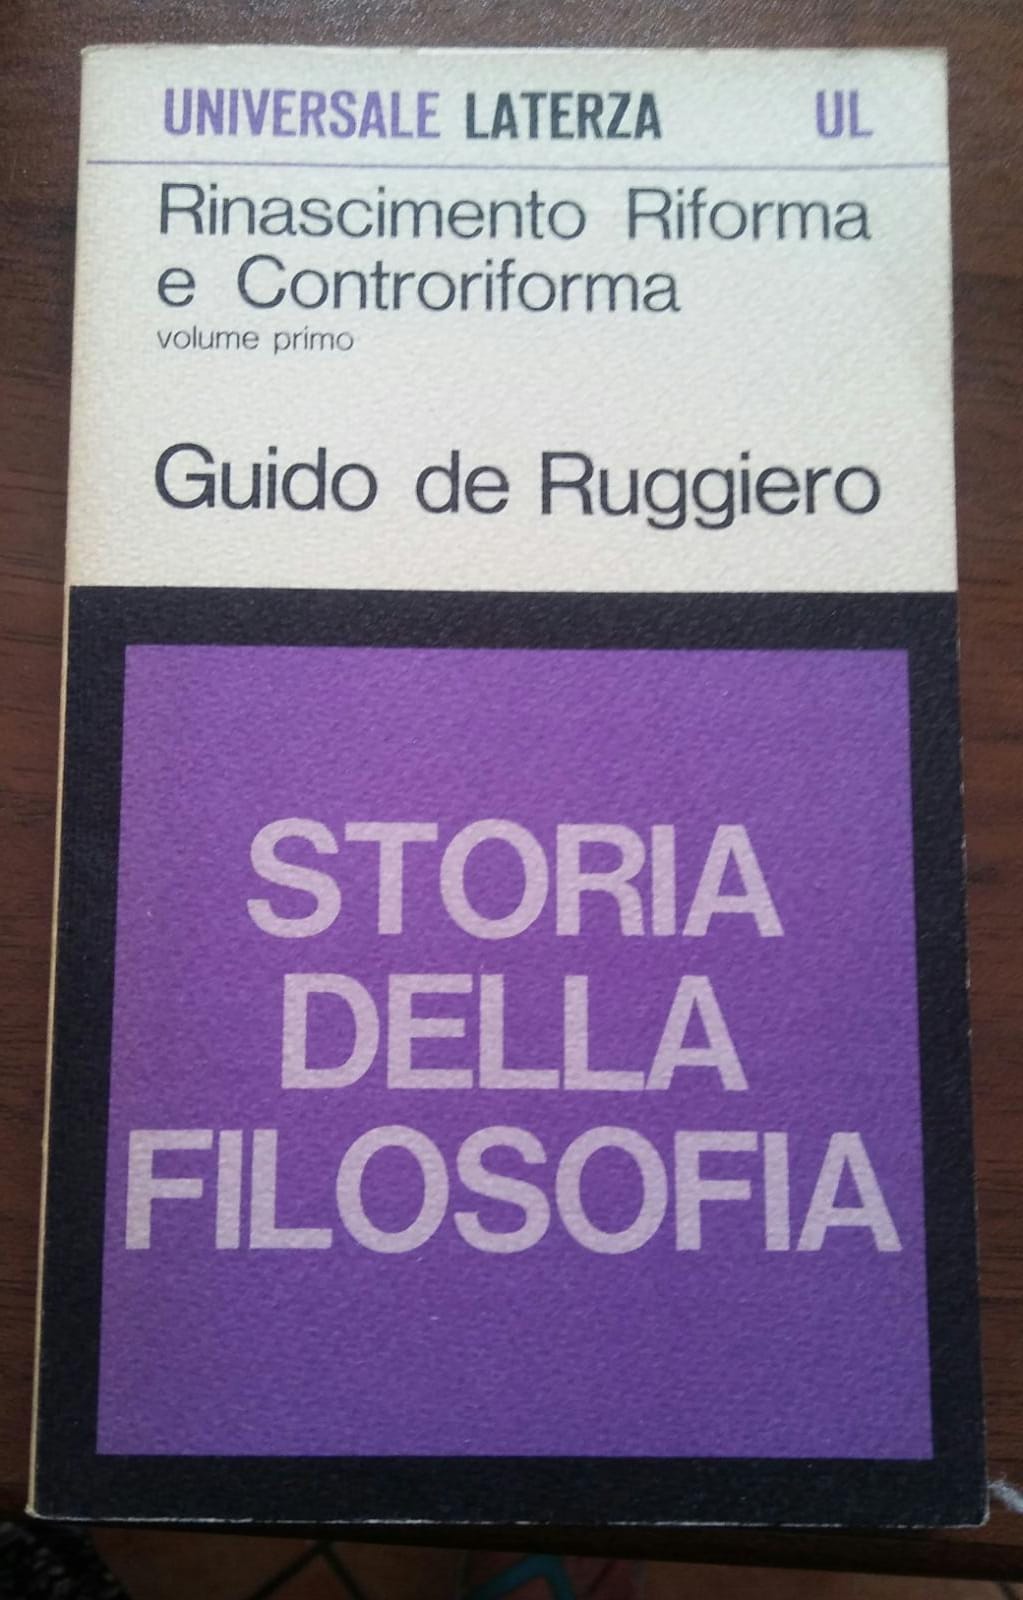 UNIVERSALE LATERZA UL
Rinascimento Riforma
e Controriforma
volume primo
Guido de Ruggiero
STORIA
DELLA
FILOSOFIA